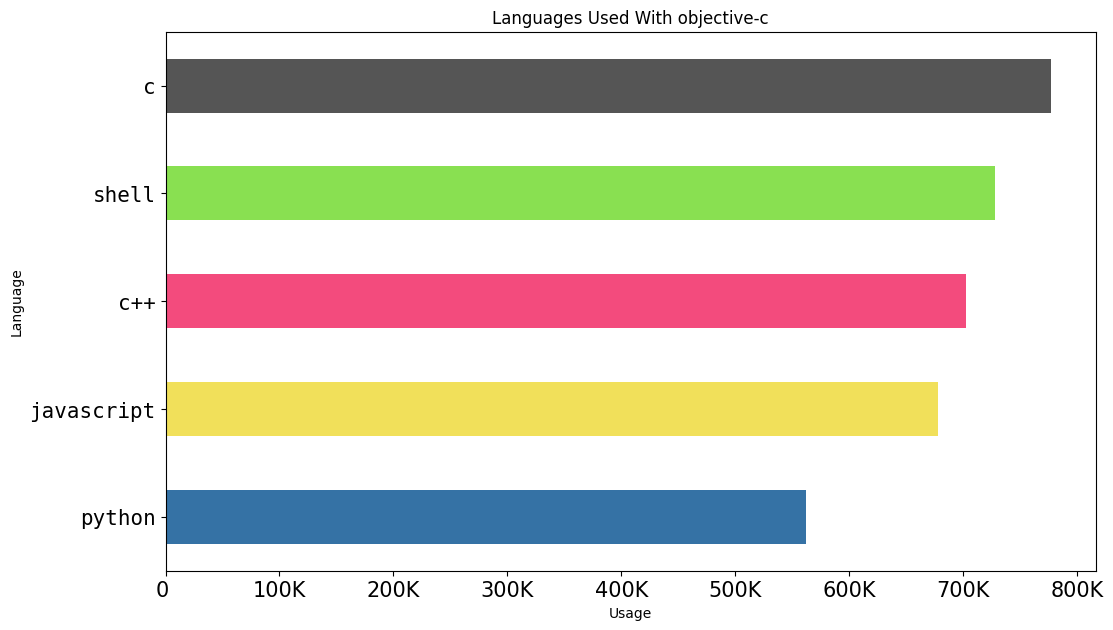 Languages Used With objective-c
c
shell
c++
javascript
python
Language
0 100K 200K 300K 400K 500K 600K 700K 800K
Usage